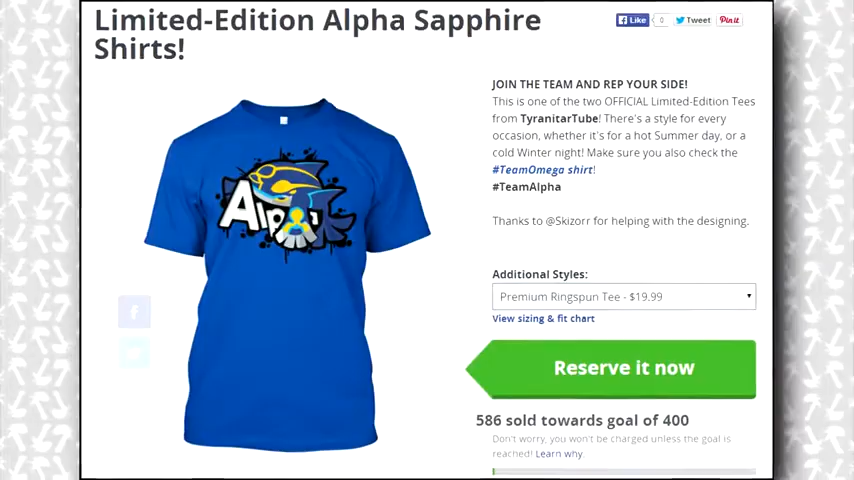 Limited-Edition Alpha Sapphire
Shirts!
Like 0 Tweet Pin it
JOIN THE TEAM AND REP YOUR SIDE!
This is one of the two OFFICIAL Limited-Edition Tees
from TyranitarTube! There's a style for every
occasion, whether it's for a hot Summer day, or a
cold Winter night! Make sure you also check the
#TeamOmega shirt!
#TeamAlpha
Thanks to @Skizorr for helping with the designing.
Alpha
Additional Styles:
Premium Ringspun Tee - $19.99
View sizing & fit chart
Reserve it now
586 sold towards goal of 400
Don't worry, you won't be charged unless the goal is
reached! Learn why.